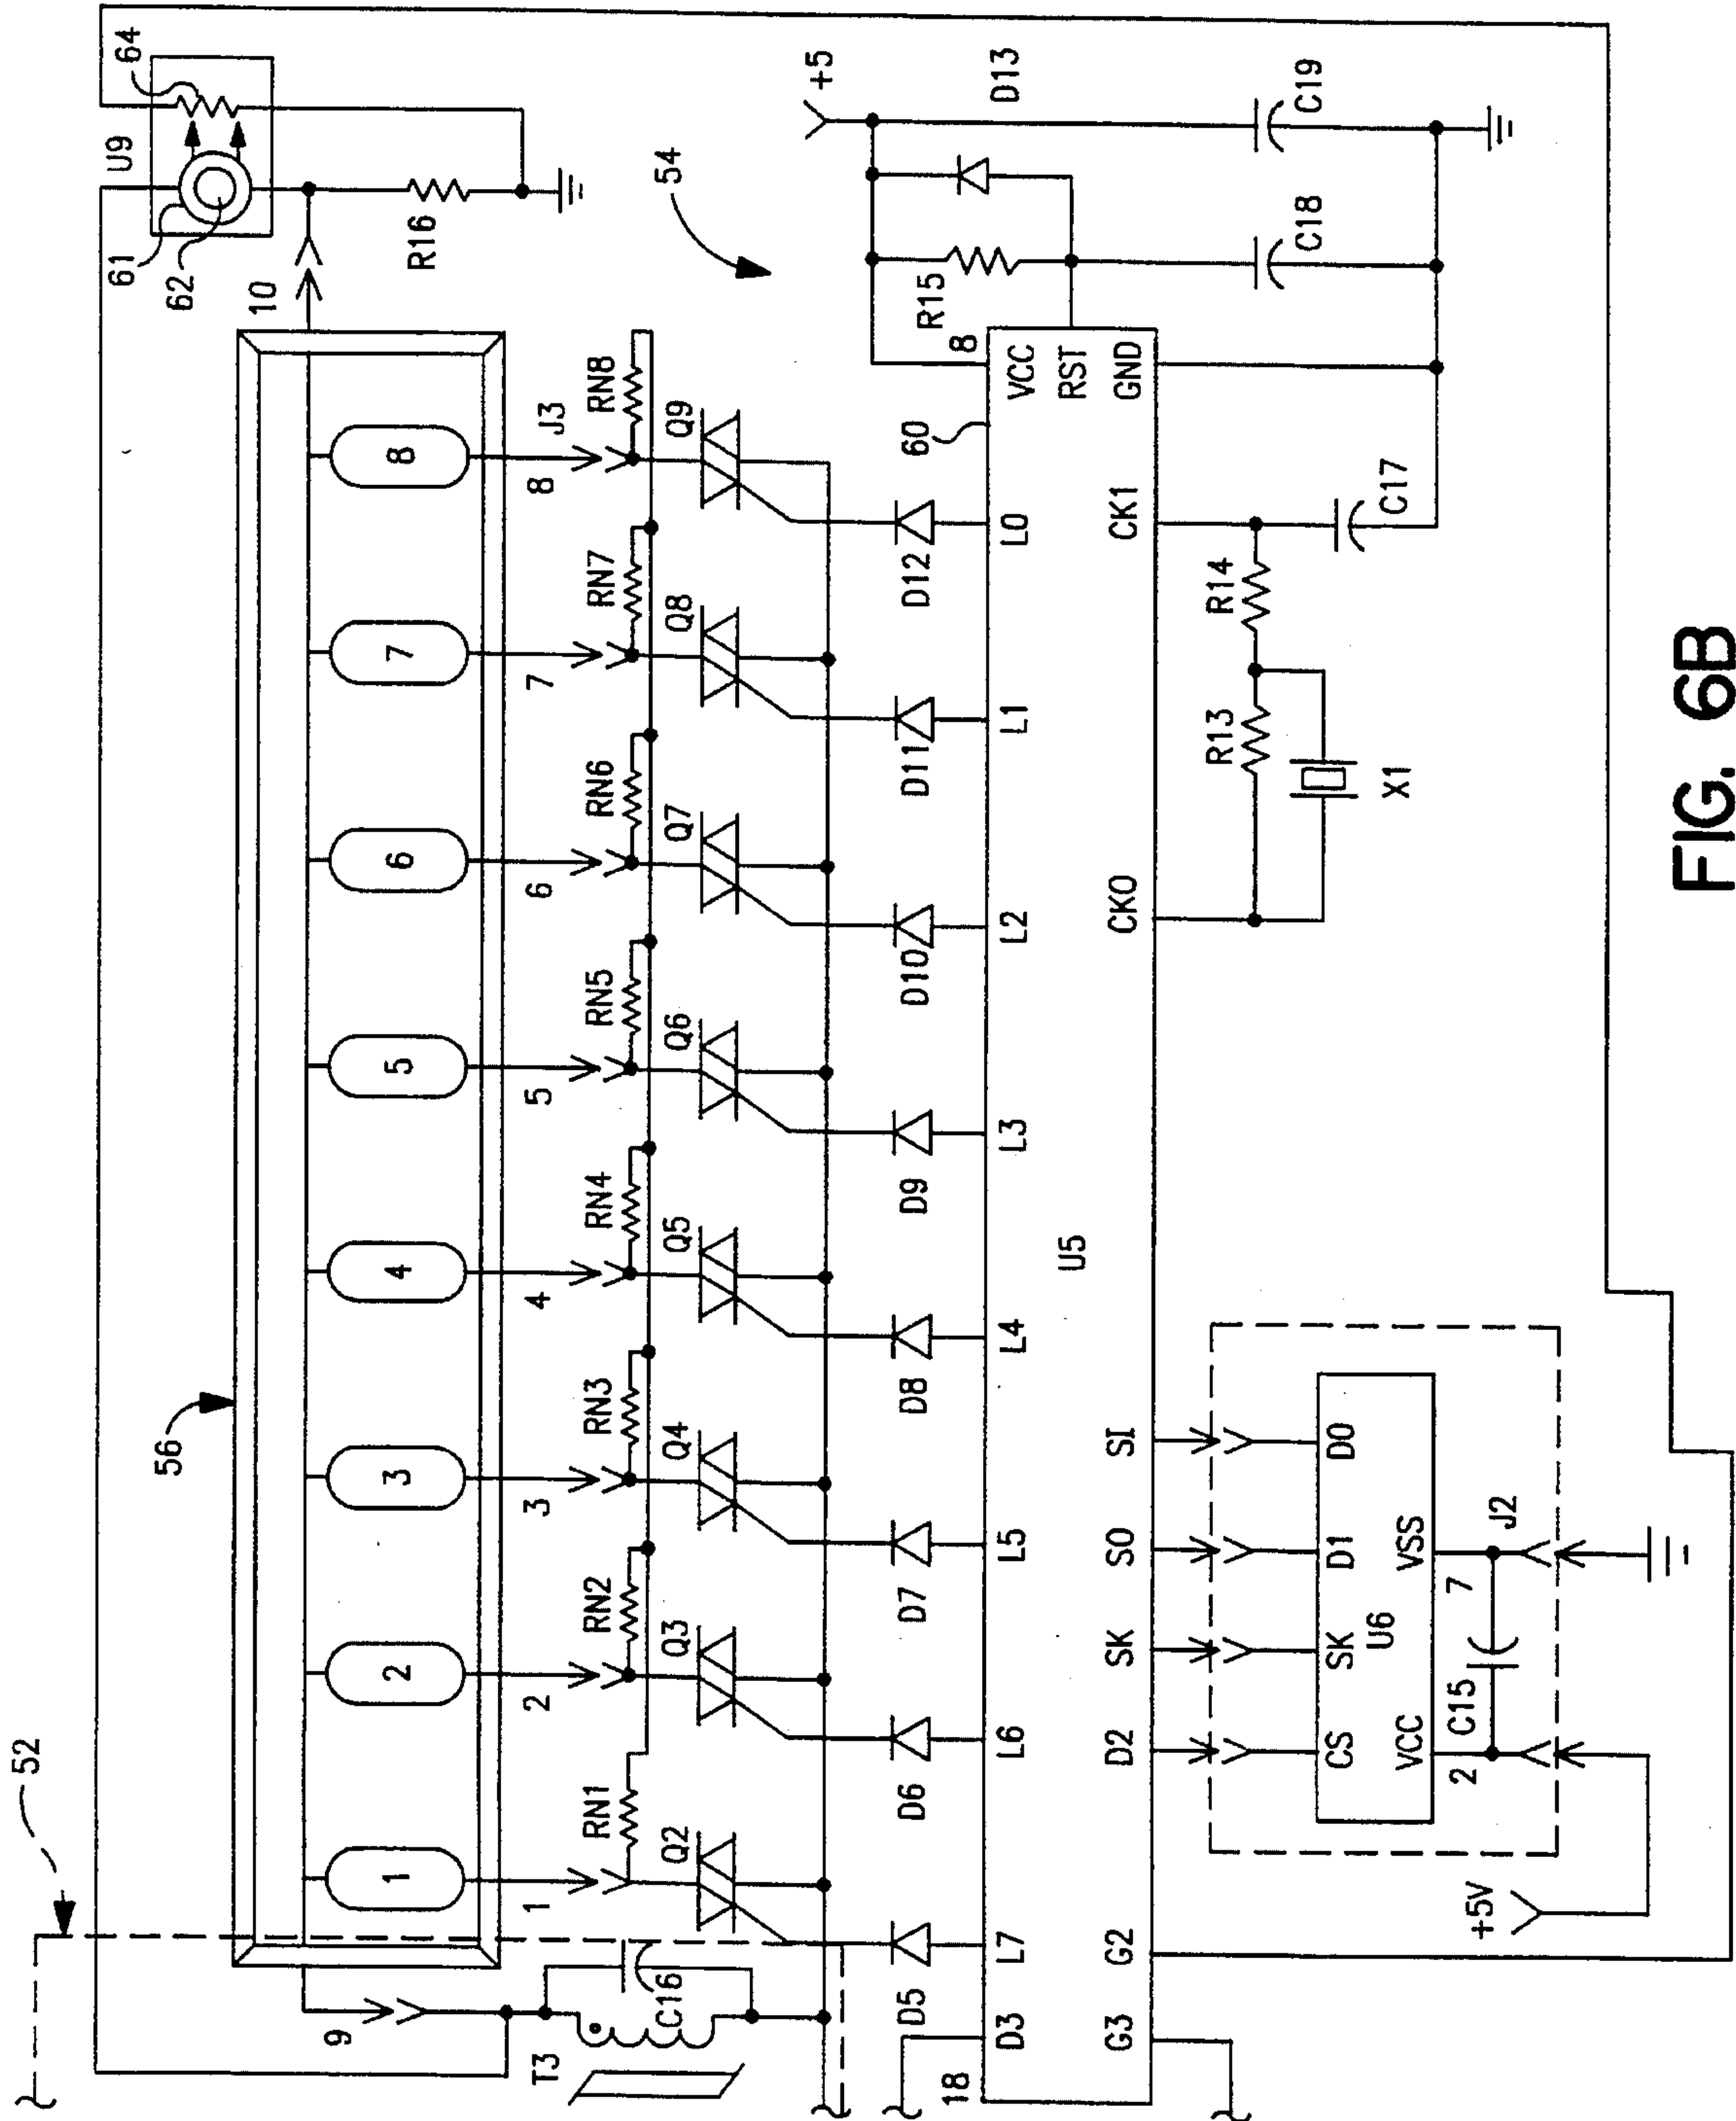 52
56
U9
64
61
62
10
R16
9
1
2
3
4
5
6
7
8
1
2
3
4
5
6
7
8
J3
T3
C16
RN1
RN2
RN3
RN4
RN5
RN6
RN7
RN8
Q2
Q3
Q4
Q5
Q6
Q7
Q8
Q9
54
+5
D13
R15
C18
C19
D5
D6
D7
D8
D9
D10
D11
D12
60
8
18
D3
L7
L6
L5
L4
L3
L2
L1
L0
VCC
RST
GND
U5
G3
G2
D2
SK
SO
SI
CKO
CK1
R13
R14
X1
C17
CS
SK
D1
D0
U6
VCC
VSS
2
C15
7
J2
+5V
FIG. 6B